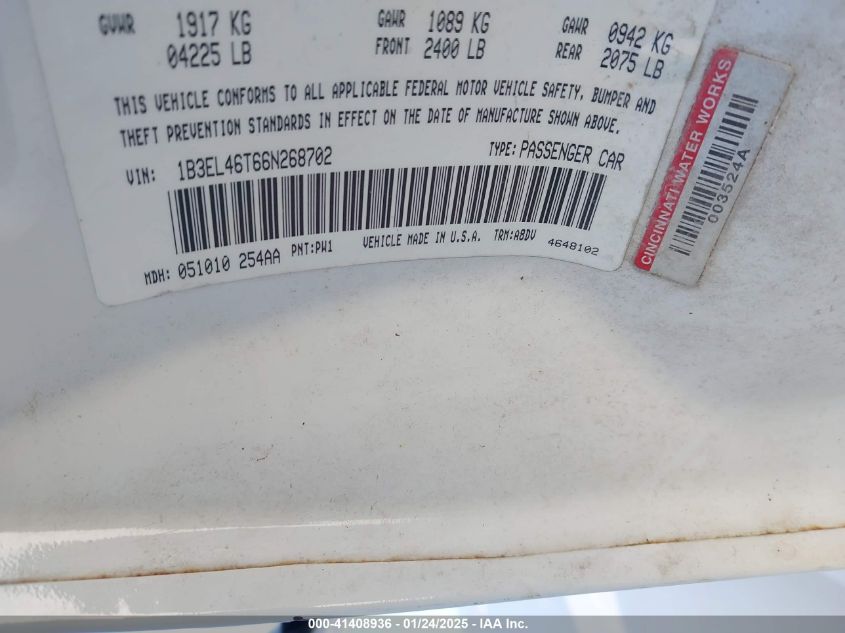 GVWR 1917 KG GAWR 1089 KG GAWR 0942 KG
04225 LB FRONT 2400 LB REAR 2075 LB
THIS VEHICLE CONFORMS TO ALL APPLICABLE FEDERAL MOTOR VEHICLE SAFETY, BUMPER AND
THEFT PREVENTION STANDARDS IN EFFECT ON THE DATE OF MANUFACTURE SHOWN ABOVE.
VIN: 1B3EL46T66N268702 TYPE: PASSENGER CAR
MDH: 051010 254AA PNT:PW1 VEHICLE MADE IN U.S.A. TRM:A8DV 4648102
CINCINNATI WATER WORKS
003524A
000-41408936 - 01/24/2025 - IAA Inc.